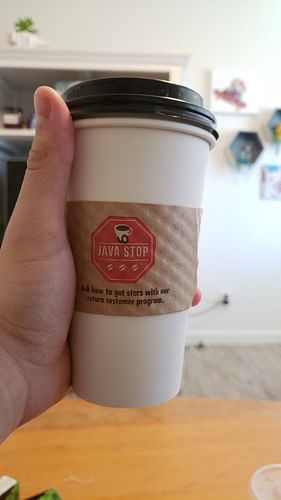 JAVA STOP
Ask how to get stars with our
return customer program.